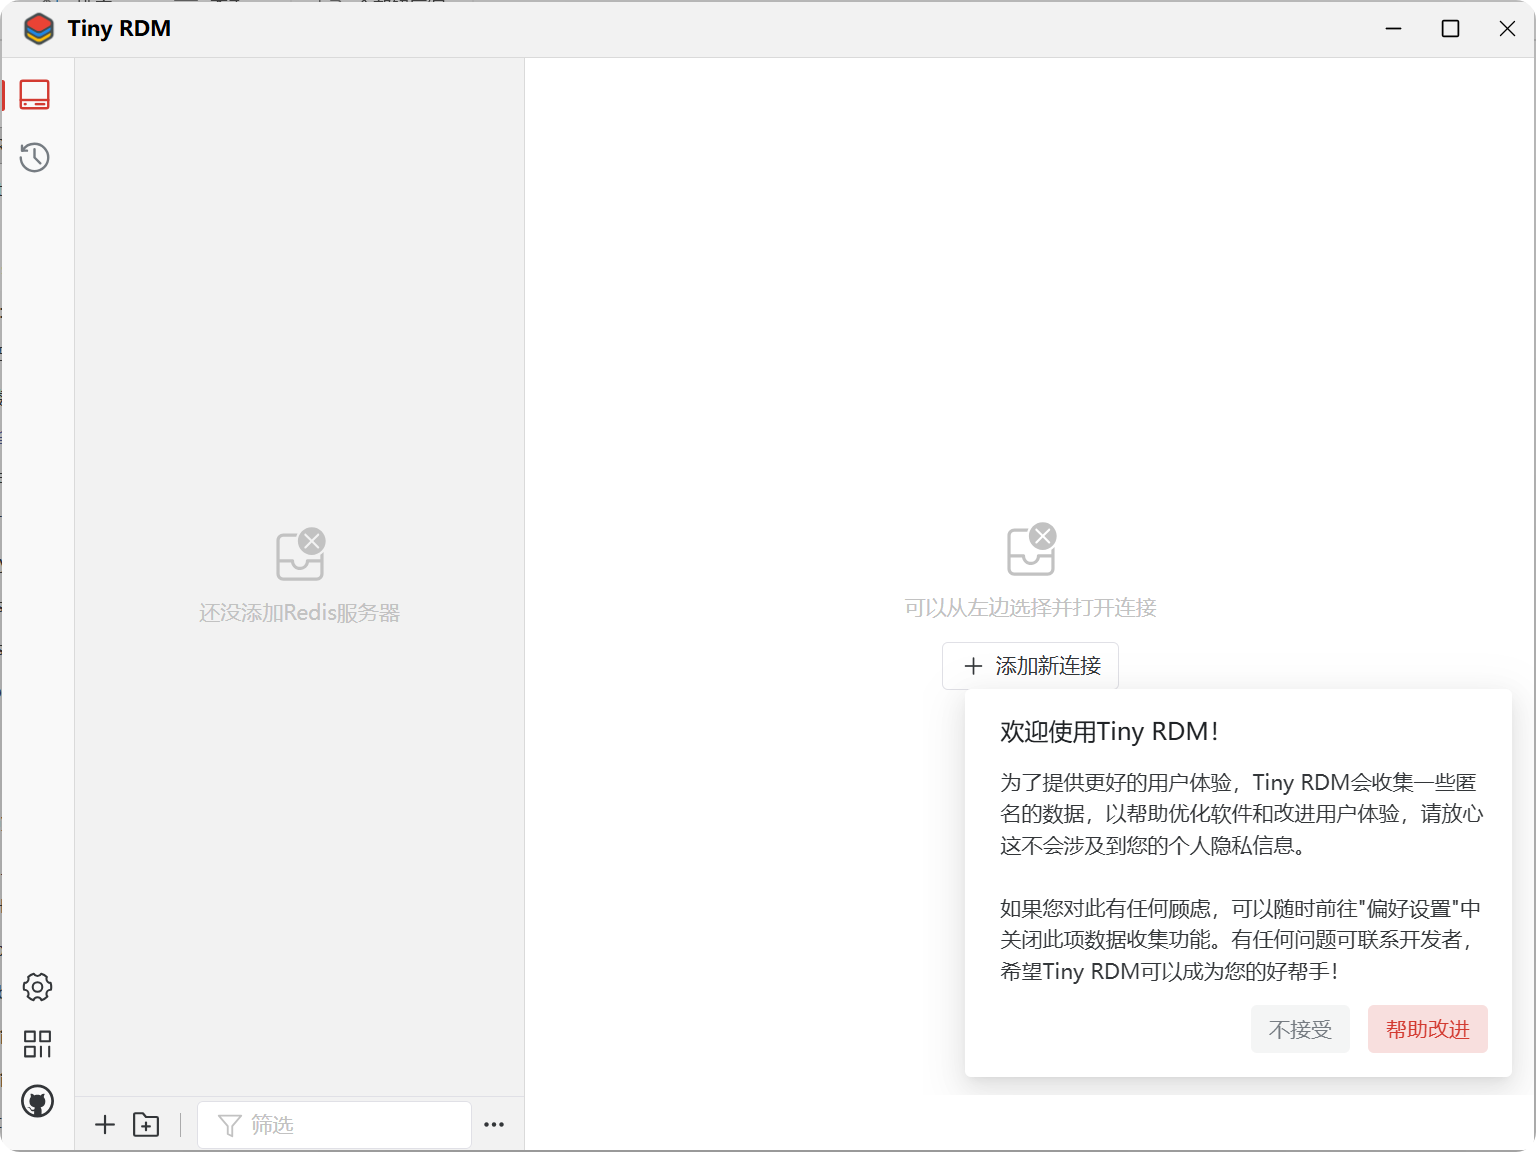 Tiny RDM
还没添加Redis服务器
可以从左边选择并打开连接
添加新连接
欢迎使用Tiny RDM！
为了提供更好的用户体验，Tiny RDM会收集一些匿
名的数据，以帮助优化软件和改进用户体验，请放心
这不会涉及到您的个人隐私信息。
如果您对此有任何顾虑，可以随时前往"偏好设置"中
关闭此项数据收集功能。有任何问题可联系开发者，
希望Tiny RDM可以成为您的好帮手！
不接受
帮助改进
筛选